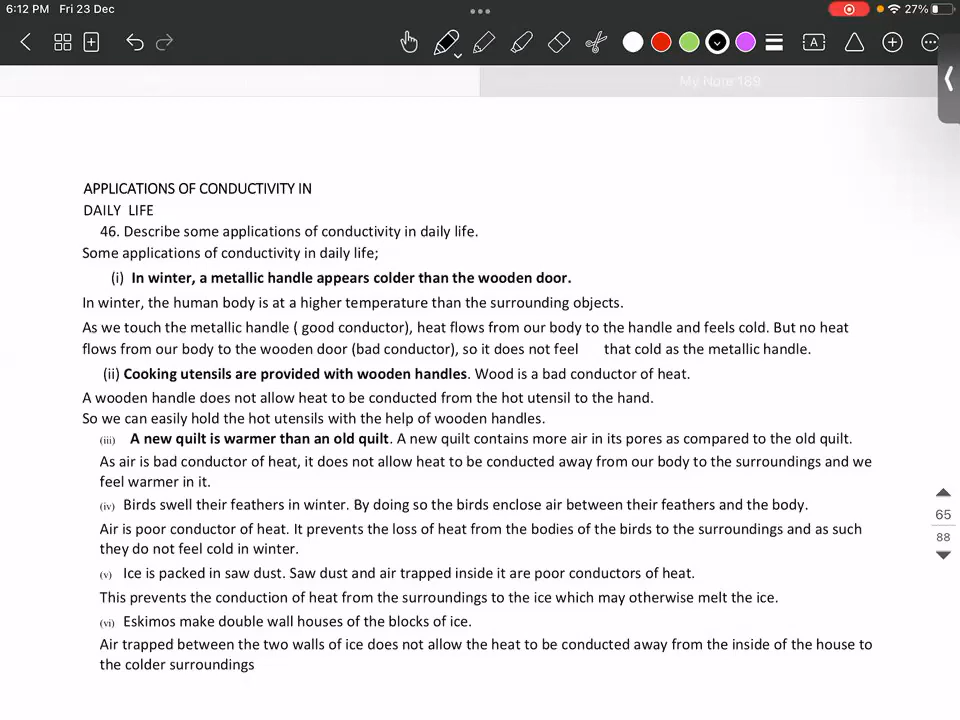 6:12 PM Fri 23 Dec
27%
A
My Note 189
APPLICATIONS OF CONDUCTIVITY IN
DAILY LIFE
46. Describe some applications of conductivity in daily life.
Some applications of conductivity in daily life;
(i) In winter, a metallic handle appears colder than the wooden door.
In winter, the human body is at a higher temperature than the surrounding objects.
As we touch the metallic handle ( good conductor), heat flows from our body to the handle and feels cold. But no heat
flows from our body to the wooden door (bad conductor), so it does not feel that cold as the metallic handle.
(ii) Cooking utensils are provided with wooden handles. Wood is a bad conductor of heat.
A wooden handle does not allow heat to be conducted from the hot utensil to the hand.
So we can easily hold the hot utensils with the help of wooden handles.
(iii) A new quilt is warmer than an old quilt. A new quilt contains more air in its pores as compared to the old quilt.
As air is bad conductor of heat, it does not allow heat to be conducted away from our body to the surroundings and we
feel warmer in it.
(iv) Birds swell their feathers in winter. By doing so the birds enclose air between their feathers and the body.
Air is poor conductor of heat. It prevents the loss of heat from the bodies of the birds to the surroundings and as such
they do not feel cold in winter.
(v) Ice is packed in saw dust. Saw dust and air trapped inside it are poor conductors of heat.
This prevents the conduction of heat from the surroundings to the ice which may otherwise melt the ice.
(vi) Eskimos make double wall houses of the blocks of ice.
Air trapped between the two walls of ice does not allow the heat to be conducted away from the inside of the house to
the colder surroundings
65
88